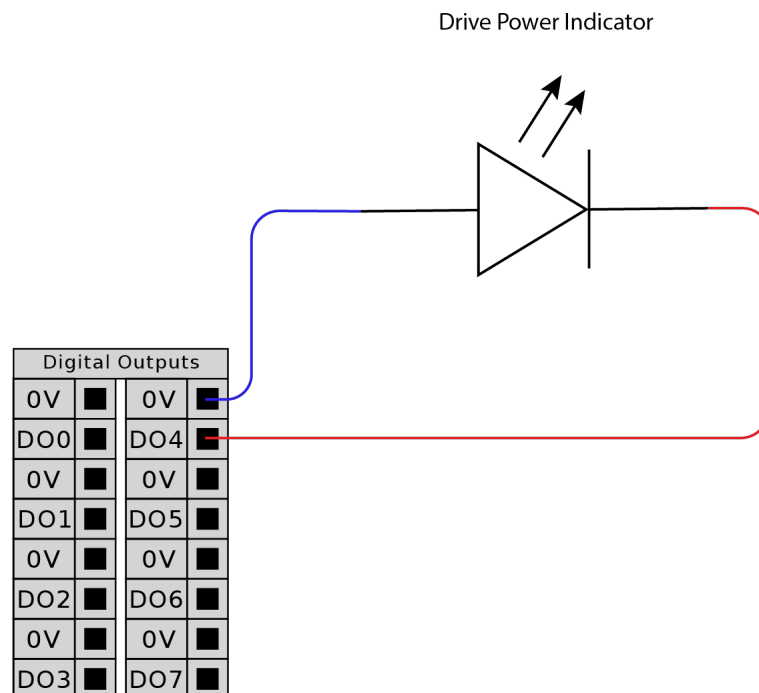 Drive Power Indicator
Digital Outputs
0V 0V
DO0 DO4
0V 0V
DO1 DO5
0V 0V
DO2 DO6
0V 0V
DO3 DO7